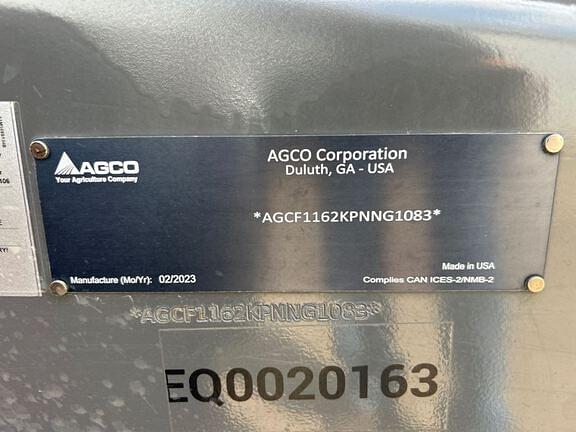 AGCO
Your Agriculture Company
AGCO Corporation
Duluth, GA - USA
*AGCF1162KPNNG1083*
Made in USA
Manufacture (Mo/Yr): 02/2023
Complies CAN ICES-2/NMB-2
*AGCF1162KPNNG1083*
EQ0020163